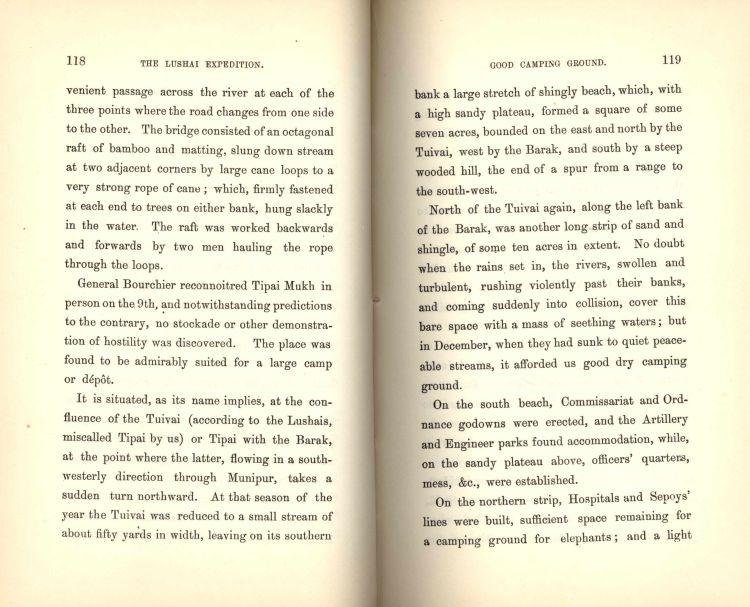 118
THE LUSHAI EXPEDITION.
venient passage across the river at each of the
three points where the road changes from one side
to the other. The bridge consisted of an octagonal
raft of bamboo and matting, slung down stream
at two adjacent corners by large cane loops to a
very strong rope of cane; which, firmly fastened
at each end to trees on either bank, hung slackly
in the water. The raft was worked backwards
and forwards by two men hauling the rope
through the loops.
General Bourchier reconnoitred Tipai Mukh in
person on the 9th, and notwithstanding predictions
to the contrary, no stockade or other demonstra-
tion of hostility was discovered. The place was
found to be admirably suited for a large camp
or dépôt.
It is situated, as its name implies, at the con-
fluence of the Tuivai (according to the Lushais,
miscalled Tipai by us) or Tipai with the Barak,
at the point where the latter, flowing in a south-
westerly direction through Munipur, takes a
sudden turn northward. At that season of the
year the Tuivai was reduced to a small stream of
about fifty yards in width, leaving on its southern
GOOD CAMPING GROUND.
119
bank a large stretch of shingly beach, which, with
a high sandy plateau, formed a square of some
seven acres, bounded on the east and north by the
Tuivai, west by the Barak, and south by a steep
wooded hill, the end of a spur from a range to
the south-west.
North of the Tuivai again, along the left bank
of the Barak, was another long strip of sand and
shingle, of some ten acres in extent. No doubt
when the rains set in, the rivers, swollen and
turbulent, rushing violently past their banks,
and coming suddenly into collision, cover this
bare space with a mass of seething waters; but
in December, when they had sunk to quiet peace-
able streams, it afforded us good dry camping
ground.
On the south beach, Commissariat and Ord-
nance godowns were erected, and the Artillery
and Engineer parks found accommodation, while,
on the sandy plateau above, officers' quarters,
mess, &c., were established.
On the northern strip, Hospitals and Sepoys'
lines were built, sufficient space remaining for
a camping ground for elephants; and a light